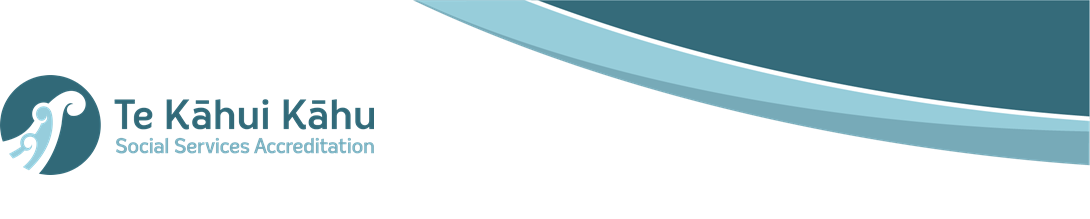 Te Kāhui Kāhu
Social Services Accreditation